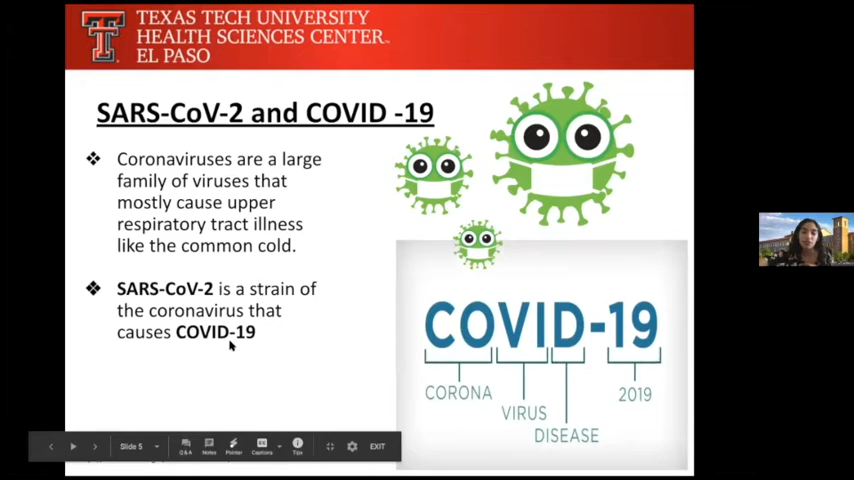 TEXAS TECH UNIVERSITY
HEALTH SCIENCES CENTER™
EL PASO
SARS-CoV-2 and COVID -19
❖ Coronaviruses are a large
family of viruses that
mostly cause upper
respiratory tract illness
like the common cold.
❖ SARS-CoV-2 is a strain of
the coronavirus that
causes COVID-19
COVID-19
CORONA
VIRUS
DISEASE
2019
Slide 5
Q&A
Notes
Pointer
Captions
Tips
EXIT